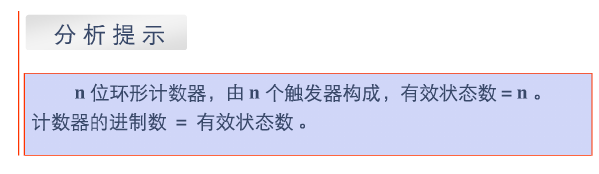 分析提示
n 位环形计数器，由 n 个触发器构成，有效状态数 = n 。
计数器的进制数 = 有效状态数 。